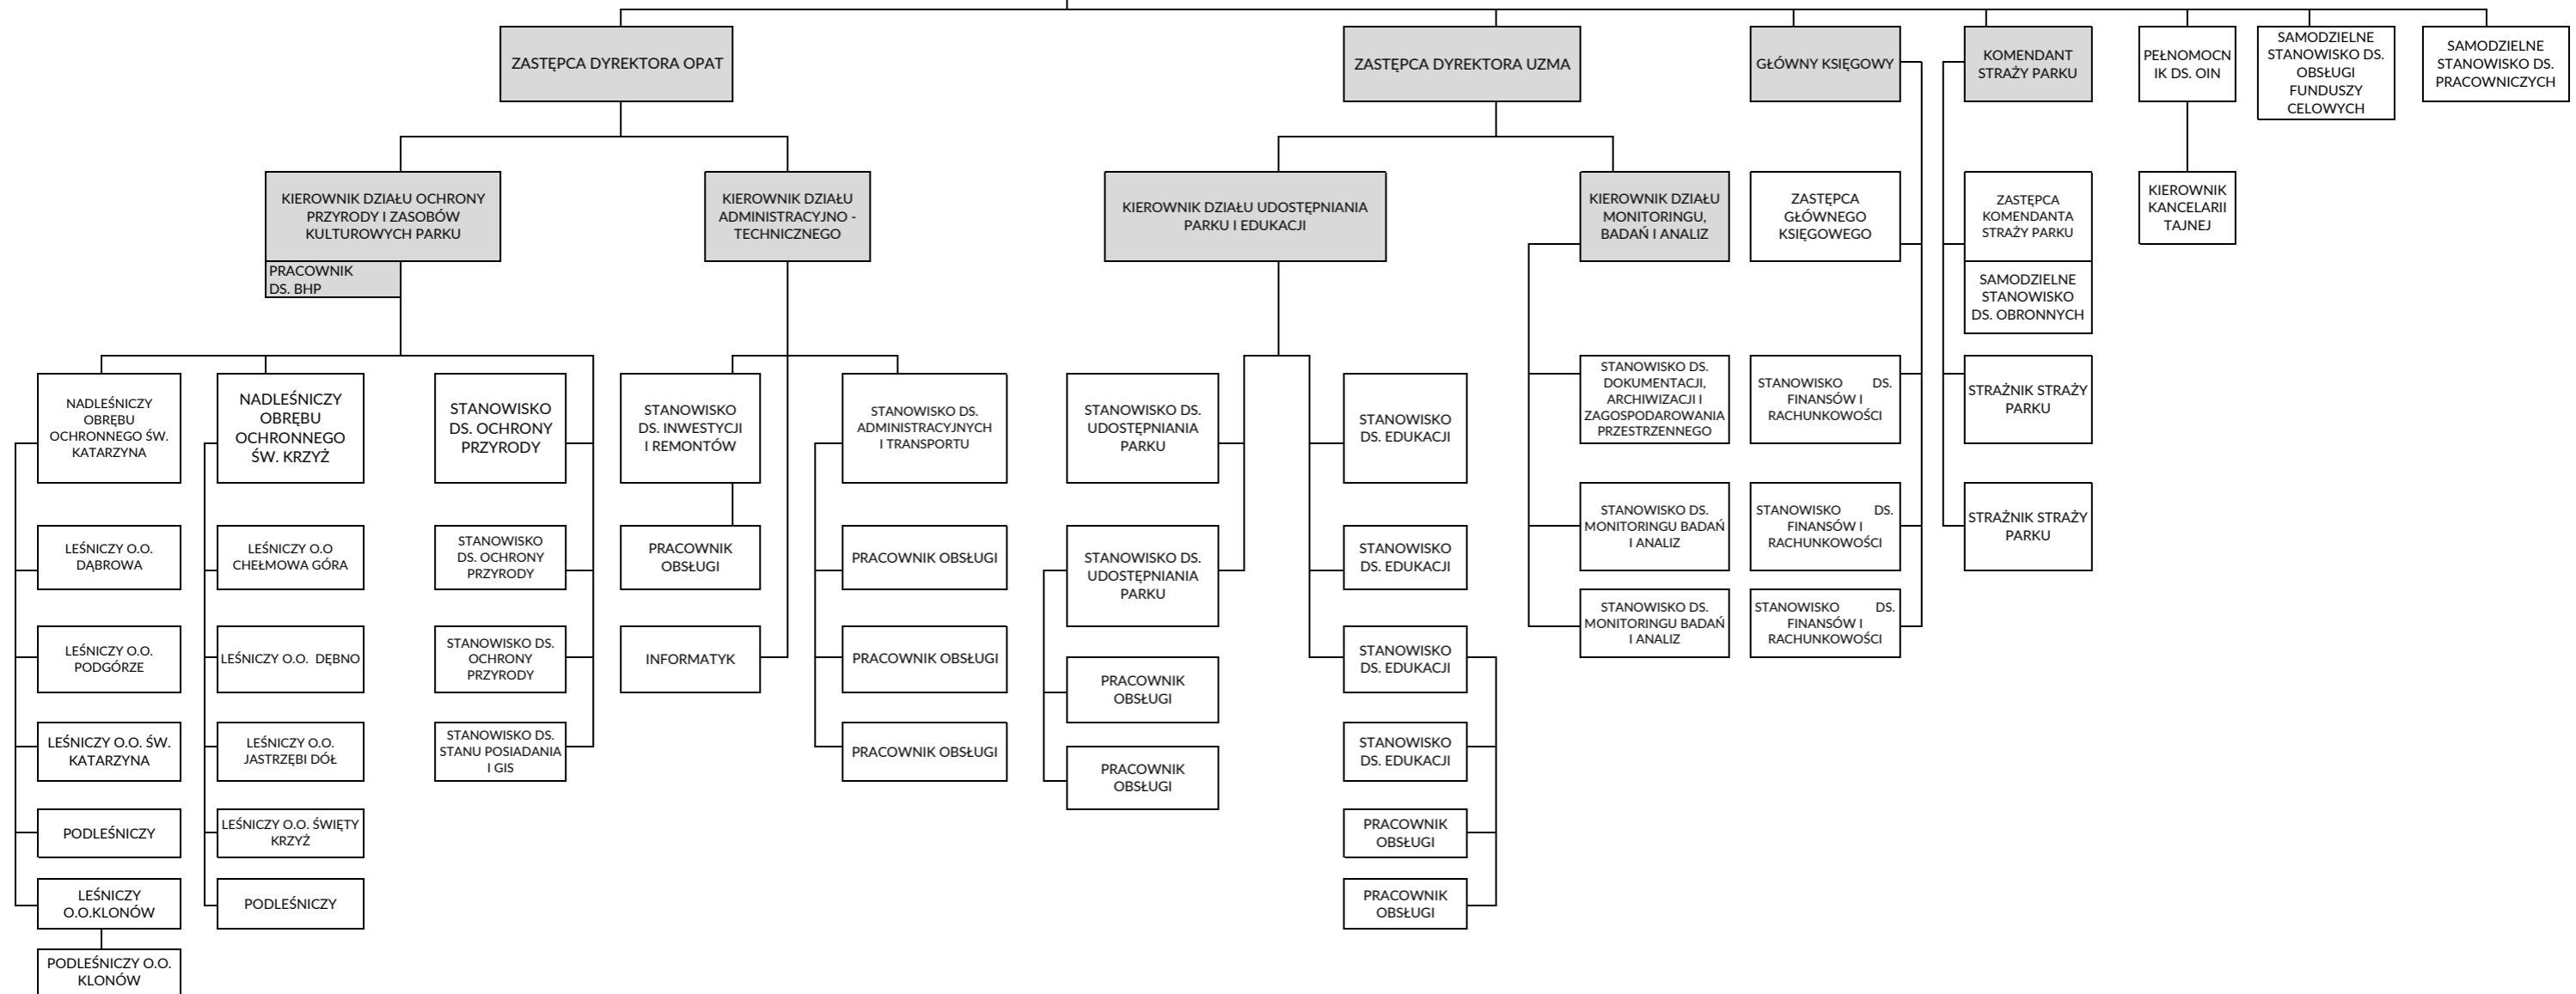 ZASTĘPCA DYREKTORA OPAT
ZASTĘPCA DYREKTORA UZMA
GŁÓWNY KSIĘGOWY
KOMENDANT
STRAŻY PARKU
PEŁNOMOCN
IK DS. OIN
SAMODZIELNE
STANOWISKO DS.
OBSŁUGI
FUNDUSZY
CELOWYCH
SAMODZIELNE
STANOWISKO DS.
PRACOWNICZYCH
KIEROWNIK DZIAŁU OCHRONY
PRZYRODY I ZASOBÓW
KULTUROWYCH PARKU
PRACOWNIK
DS. BHP
KIEROWNIK DZIAŁU
ADMINISTRACYJNO -
TECHNICZNEGO
KIEROWNIK DZIAŁU UDOSTĘPNIANIA
PARKU I EDUKACJI
KIEROWNIK DZIAŁU
MONITORINGU,
BADAŃ I ANALIZ
ZASTĘPCA
GŁÓWNEGO
KSIĘGOWEGO
ZASTĘPCA
KOMENDANTA
STRAŻY PARKU
SAMODZIELNE
STANOWISKO
DS. OBRONNYCH
KIEROWNIK
KANCELARII
TAJNEJ
NADLEŚNICZY
OBRĘBU
OCHRONNEGO ŚW.
KATARZYNA
NADLEŚNICZY
OBRĘBU
OCHRONNEGO
ŚW. KRZYŻ
STANOWISKO
DS. OCHRONY
PRZYRODY
STANOWISKO
DS. INWESTYCJI
I REMONTÓW
STANOWISKO DS.
ADMINISTRACYJNYCH
I TRANSPORTU
STANOWISKO DS.
UDOSTĘPNIANIA
PARKU
STANOWISKO
DS. EDUKACJI
STANOWISKO DS.
DOKUMENTACJI,
ARCHIWIZACJI I
ZAGOSPODAROWANIA
PRZESTRZENNEGO
STANOWISKO DS.
FINANSÓW I
RACHUNKOWOŚCI
STRAŻNIK STRAŻY
PARKU
LEŚNICZY O.O.
DĄBROWA
LEŚNICZY O.O
CHEŁMOWA GÓRA
STANOWISKO
DS. OCHRONY
PRZYRODY
PRACOWNIK
OBSŁUGI
PRACOWNIK OBSŁUGI
STANOWISKO DS.
UDOSTĘPNIANIA
PARKU
STANOWISKO
DS. EDUKACJI
STANOWISKO DS.
MONITORINGU BADAŃ
I ANALIZ
STANOWISKO DS.
FINANSÓW I
RACHUNKOWOŚCI
STRAŻNIK STRAŻY
PARKU
LEŚNICZY O.O.
PODGÓRZE
LEŚNICZY O.O. DĘBNO
STANOWISKO DS.
OCHRONY
PRZYRODY
INFORMATYK
PRACOWNIK OBSŁUGI
PRACOWNIK
OBSŁUGI
STANOWISKO
DS. EDUKACJI
STANOWISKO DS.
MONITORINGU BADAŃ
I ANALIZ
STANOWISKO DS.
FINANSÓW I
RACHUNKOWOŚCI
LEŚNICZY O.O. ŚW.
KATARZYNA
LEŚNICZY O.O.
JASTRZĘBI DÓŁ
STANOWISKO DS.
STANU POSIADANIA
I GIS
PRACOWNIK OBSŁUGI
PRACOWNIK
OBSŁUGI
STANOWISKO
DS. EDUKACJI
PODLEŚNICZY
LEŚNICZY O.O. ŚWIĘTY
KRZYŻ
PRACOWNIK
OBSŁUGI
LEŚNICZY
O.O.KLONÓW
PODLEŚNICZY
PRACOWNIK
OBSŁUGI
PODLEŚNICZY O.O.
KLONÓW